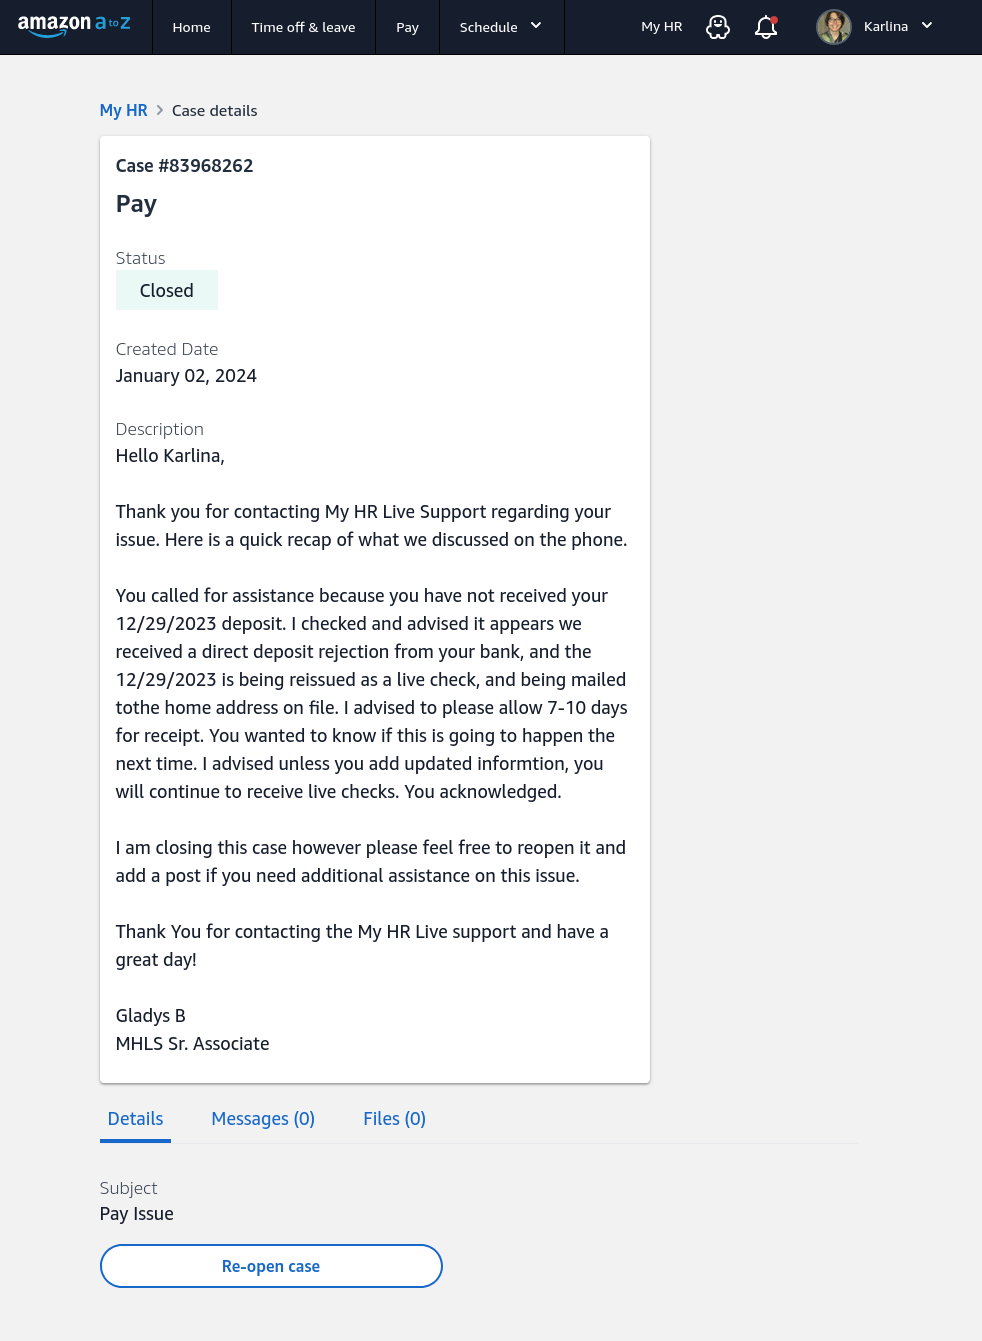 amazon atoz
Home
Time off & leave
Pay
Schedule
My HR
Karlina
My HR
Case details
Case #83968262
Pay
Status
Closed
Created Date
January 02, 2024
Description
Hello Karlina,
Thank you for contacting My HR Live Support regarding your
issue. Here is a quick recap of what we discussed on the phone.
You called for assistance because you have not received your
12/29/2023 deposit. I checked and advised it appears we
received a direct deposit rejection from your bank, and the
12/29/2023 is being reissued as a live check, and being mailed
tothe home address on file. I advised to please allow 7-10 days
for receipt. You wanted to know if this is going to happen the
next time. I advised unless you add updated informtion, you
will continue to receive live checks. You acknowledged.
I am closing this case however please feel free to reopen it and
add a post if you need additional assistance on this issue.
Thank You for contacting the My HR Live support and have a
great day!
Gladys B
MHLS Sr. Associate
Details
Messages (0)
Files (0)
Subject
Pay Issue
Re-open case